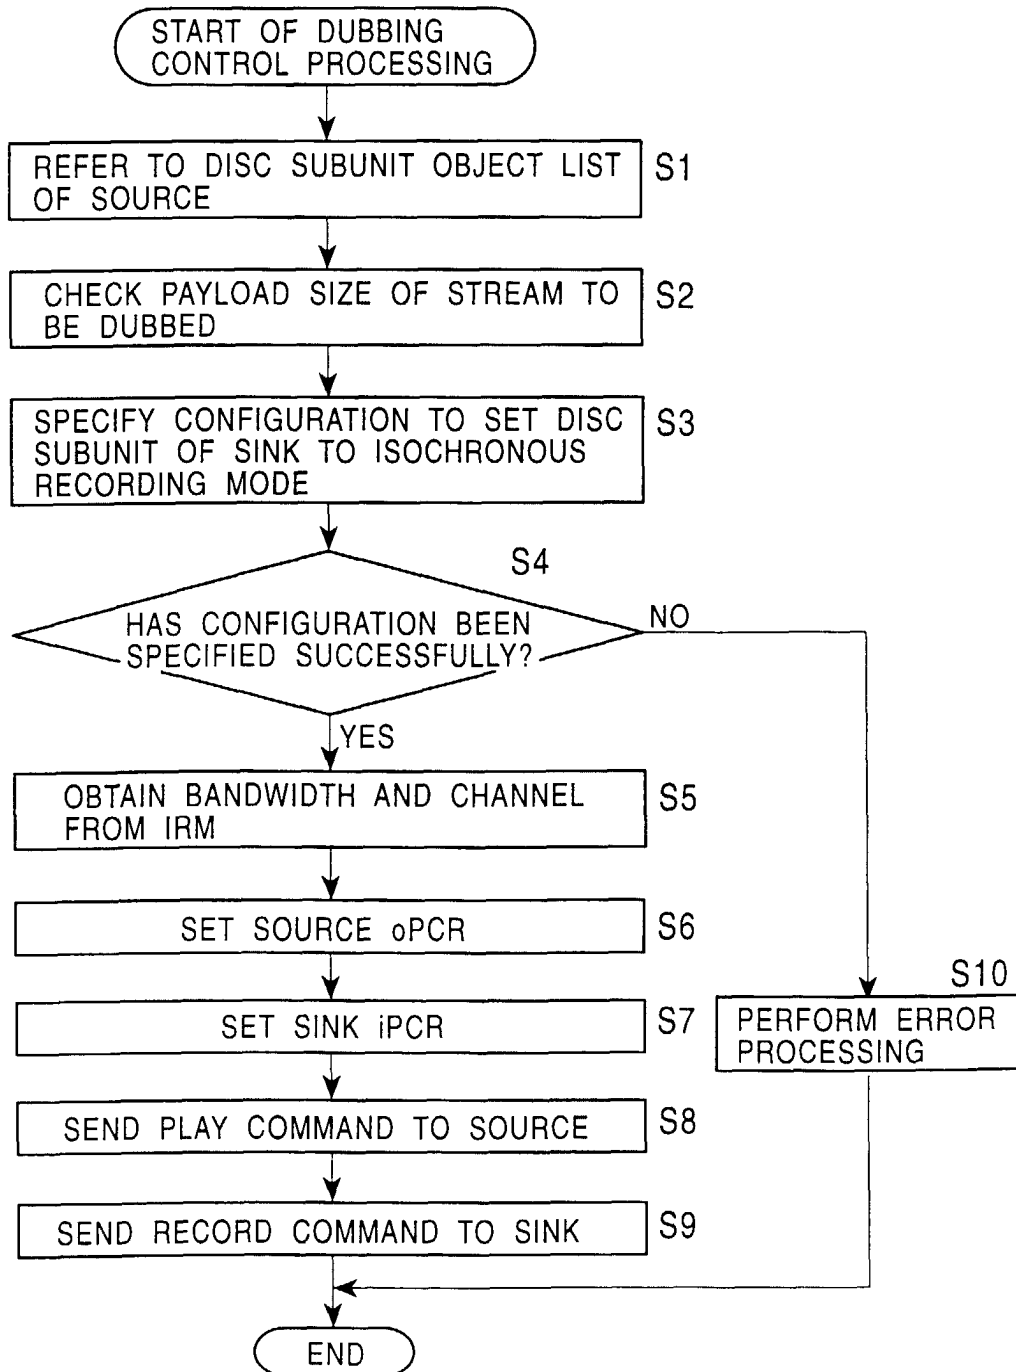 START OF DUBBING
CONTROL PROCESSING
REFER TO DISC SUBUNIT OBJECT LIST
OF SOURCE
S1
CHECK PAYLOAD SIZE OF STREAM TO
BE DUBBED
S2
SPECIFY CONFIGURATION TO SET DISC
SUBUNIT OF SINK TO ISOCHRONOUS
RECORDING MODE
S3
S4
HAS CONFIGURATION BEEN
SPECIFIED SUCCESSFULLY?
NO
YES
OBTAIN BANDWIDTH AND CHANNEL
FROM IRM
S5
SET SOURCE oPCR
S6
SET SINK iPCR
S7
S10
PERFORM ERROR
PROCESSING
SEND PLAY COMMAND TO SOURCE
S8
SEND RECORD COMMAND TO SINK
S9
END